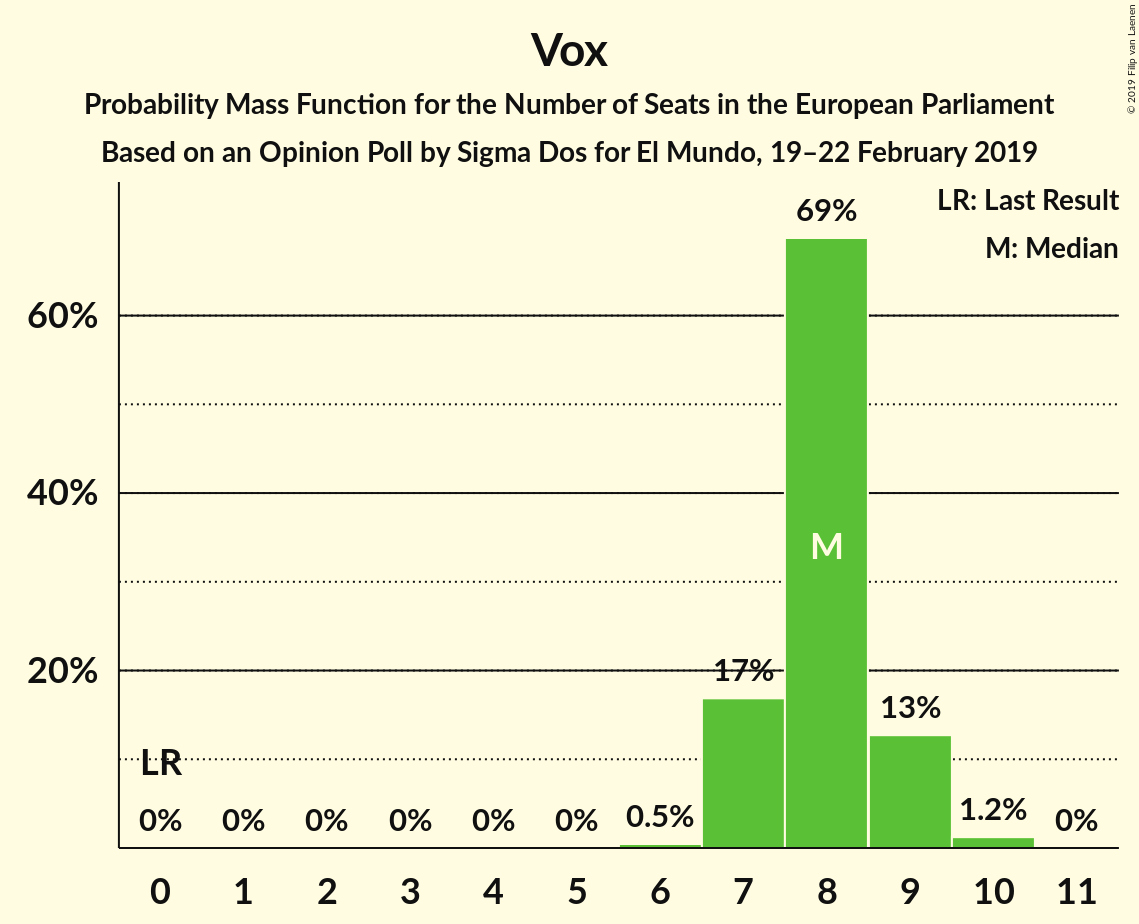 Vox
Probability Mass Function for the Number of Seats in the European Parliament
Based on an Opinion Poll by Sigma Dos for El Mundo, 19–22 February 2019
© 2019 Filip van Laenen
LR: Last Result
M: Median
69%
60%
40%
M
20%
17%
13%
LR
0% 0% 0% 0% 0% 0% 0.5% 1.2% 0%
0 1 2 3 4 5 6 7 8 9 10 11